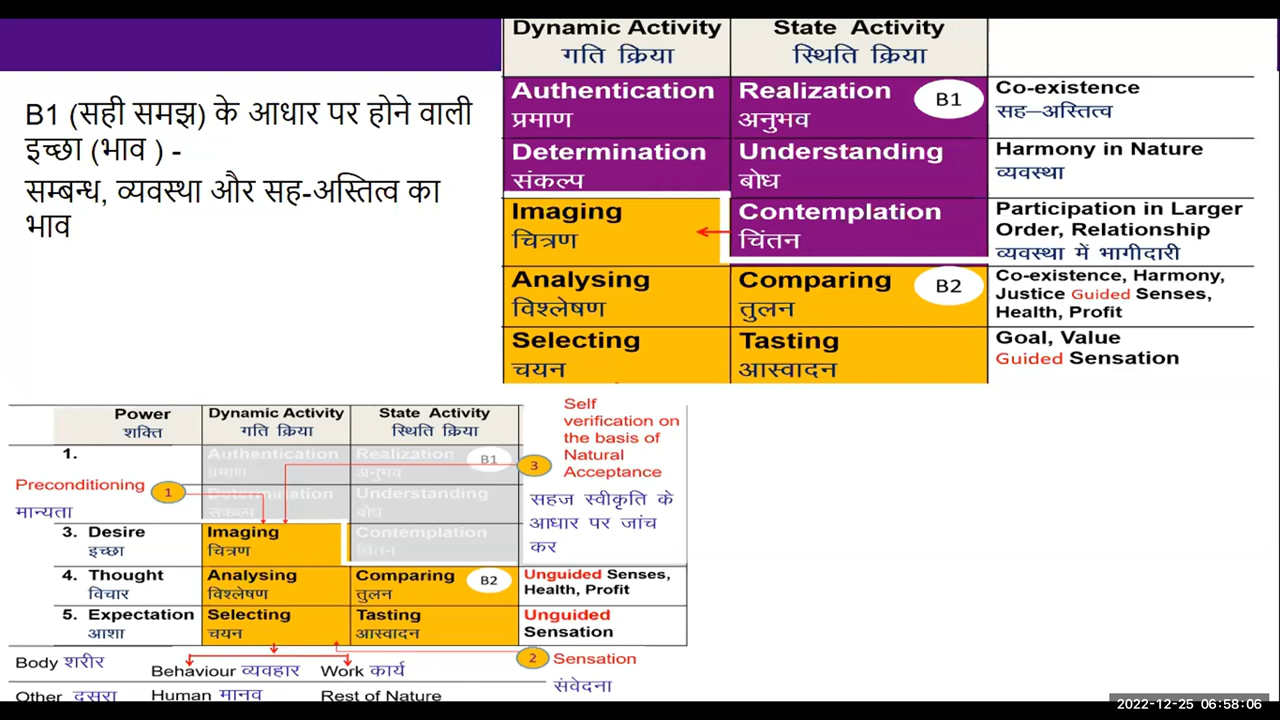 B1 (सही समझ) के आधार पर होने वाली
इच्छा (भाव ) -
सम्बन्ध, व्यवस्था और सह-अस्तित्व का
भाव
Dynamic Activity State Activity
गति क्रिया स्थिति क्रिया
Authentication Realization B1 Co-existence
प्रमाण अनुभव सह–अस्तित्व
Determination Understanding Harmony in Nature
संकल्प बोध व्यवस्था
Imaging Contemplation Participation in Larger
चित्रण चिंतन Order, Relationship
व्यवस्था में भागीदारी
Analysing Comparing B2 Co-existence, Harmony,
विश्लेषण तुलन Justice Guided Senses,
Health, Profit
Selecting Tasting Goal, Value
चयन आस्वादन Guided Sensation
Power Dynamic Activity State Activity
शक्ति गति क्रिया स्थिति क्रिया
Self
verification on
the basis of
Natural
Acceptance
3
सहज स्वीकृति के
आधार पर जांच
कर
1. Authentication Realization B1
प्रमाण अनुभव
Preconditioning 1 Determination Understanding
मान्यता संकल्प बोध
3. Desire Imaging Contemplation
इच्छा चित्रण चिंतन
4. Thought Analysing Comparing B2 Unguided Senses,
विचार विश्लेषण तुलन Health, Profit
5. Expectation Selecting Tasting Unguided
आशा चयन आस्वादन Sensation
Body शरीर Behaviour व्यवहार Work कार्य 2 Sensation
संवेदना
Other दूसरा Human मानव Rest of Nature
2022-12-25 06:58:06